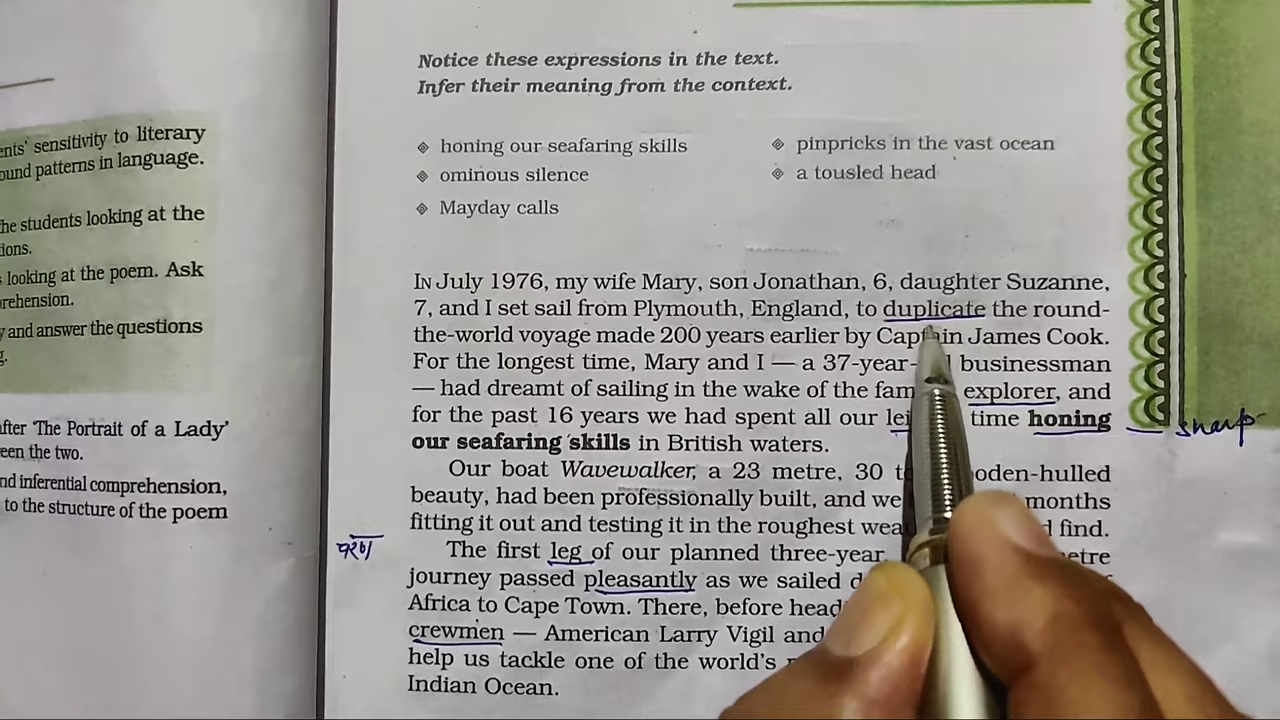 ents' sensitivity to literary
ound patterns in language.
he students looking at the
ions.
looking at the poem. Ask
rehension.
y and answer the questions
g.
after 'The Portrait of a Lady'
een the two.
nd inferential comprehension,
to the structure of the poem
Notice these expressions in the text.
Infer their meaning from the context.
honing our seafaring skills
pinpricks in the vast ocean
ominous silence
a tousled head
Mayday calls
IN July 1976, my wife Mary, son Jonathan, 6, daughter Suzanne,
7, and I set sail from Plymouth, England, to duplicate the round-
the-world voyage made 200 years earlier by Captain James Cook.
For the longest time, Mary and I — a 37-year- businessman
— had dreamt of sailing in the wake of the fam explorer, and
for the past 16 years we had spent all our lei time honing
sharp
our seafaring skills in British waters.
Our boat Wavewalker, a 23 metre, 30 t oden-hulled
beauty, had been professionally built, and we months
fitting it out and testing it in the roughest wea d find.
The first leg of our planned three-year, etre
चरण
journey passed pleasantly as we sailed d
Africa to Cape Town. There, before head
crewmen — American Larry Vigil and
help us tackle one of the world's
Indian Ocean.